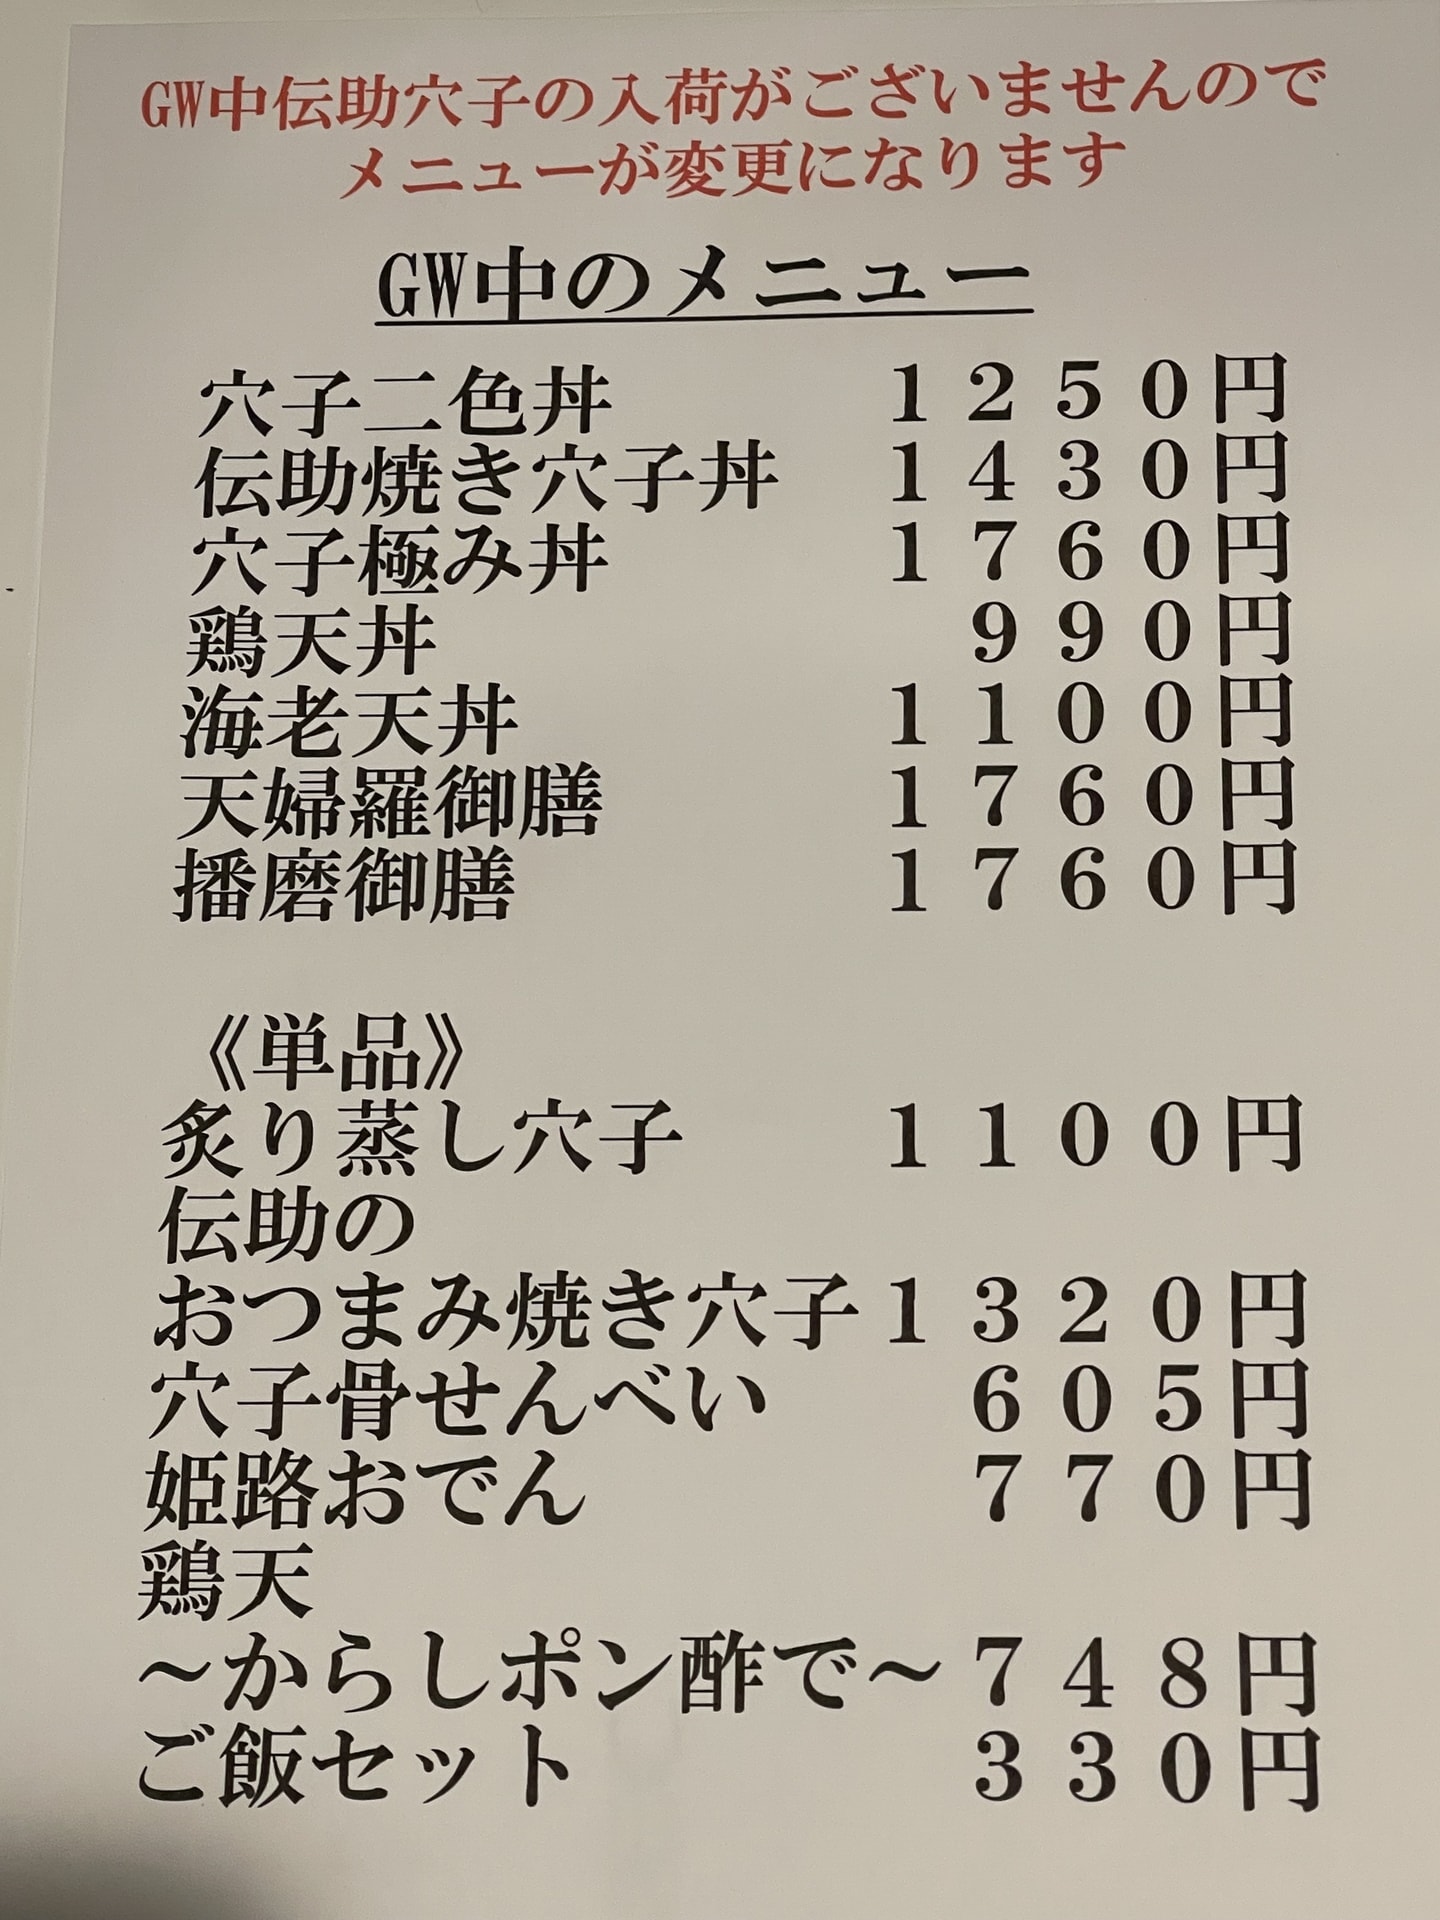 GW中伝助穴子の入荷がございませんので
メニューが変更になります
GW中のメニュー
穴子二色丼 1250円
伝助焼き穴子丼 1430円
穴子極み丼 1760円
鶏天丼 990円
海老天丼 1100円
天婦羅御膳 1760円
播磨御膳 1760円
《単品》
炙り蒸し穴子 1100円
伝助の
おつまみ焼き穴子 1320円
穴子骨せんべい 605円
姫路おでん 770円
鶏天
～からしポン酢で～ 748円
ご飯セット 330円